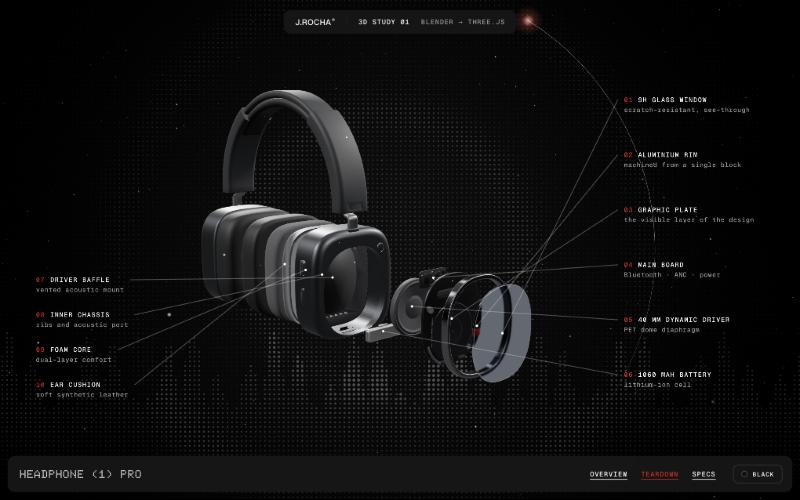 J.ROCHA® 3D STUDY 01 BLENDER → THREE.JS
01 9H GLASS WINDOW
scratch-resistant, see-through
02 ALUMINIUM RIM
machined from a single block
03 GRAPHIC PLATE
the visible layer of the design
04 MAIN BOARD
Bluetooth · ANC · power
05 40 MM DYNAMIC DRIVER
PET dome diaphragm
06 1060 MAH BATTERY
lithium-ion cell
07 DRIVER BAFFLE
vented acoustic mount
08 INNER CHASSIS
ribs and acoustic port
09 FOAM CORE
dual-layer comfort
10 EAR CUSHION
soft synthetic leather
HEADPHONE (1) PRO
OVERVIEW TEARDOWN SPECS BLACK